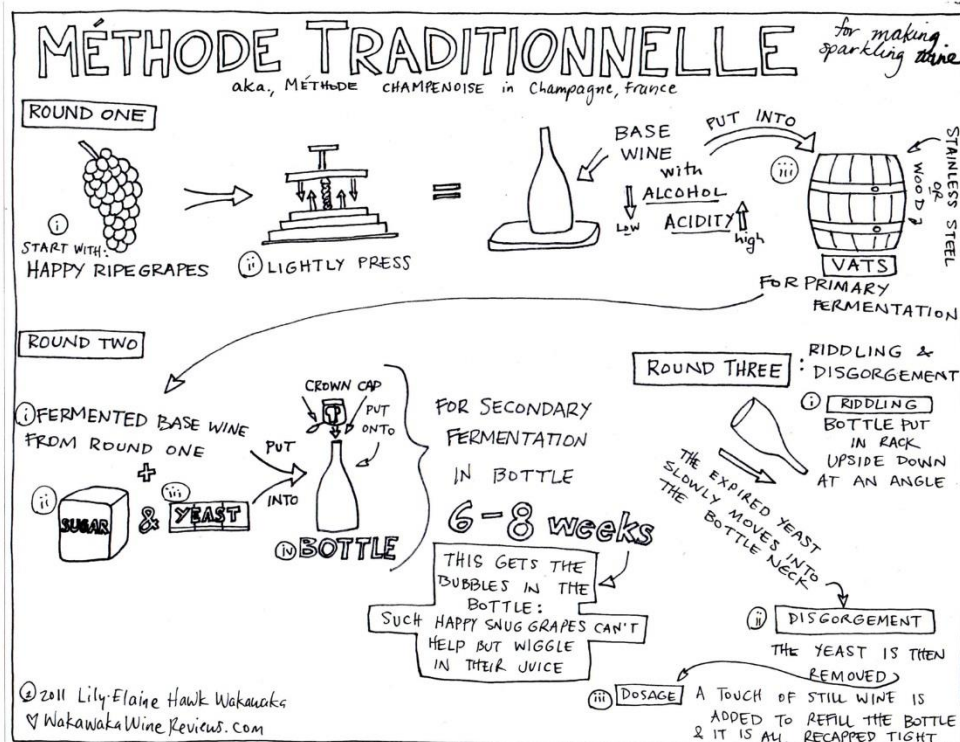 MÉTHODE TRADITIONNELLE
for making
sparkling wine
aka., MÉTHODE CHAMPENOISE in Champagne, France
ROUND ONE
i
START WITH:
HAPPY RIPE GRAPES
ii LIGHTLY PRESS
=
BASE
WINE
with
ALCOHOL
LOW
ACIDITY
high
PUT INTO
iii
STAINLESS STEEL
OR
WOOD
VATS
FOR PRIMARY
FERMENTATION
ROUND TWO
i FERMENTED BASE WINE
FROM ROUND ONE
+
ii SUGAR & iii YEAST
PUT
INTO
CROWN CAP
PUT
ONTO
iv BOTTLE
FOR SECONDARY
FERMENTATION
IN BOTTLE
6-8 weeks
THIS GETS THE
BUBBLES IN THE
BOTTLE:
SUCH HAPPY SNUG GRAPES CAN'T
HELP BUT WIGGLE
IN THEIR JUICE
ROUND THREE : RIDDLING &
DISGORGEMENT
i RIDDLING
BOTTLE PUT
IN RACK
UPSIDE DOWN
AT AN ANGLE
THE EXPIRED YEAST
SLOWLY MOVES INTO
THE BOTTLE NECK
ii DISGORGEMENT
THE YEAST IS THEN
REMOVED
iii DOSAGE A TOUCH OF STILL WINE IS
ADDED TO REFILL THE BOTTLE
& IT IS ALL RECAPPED TIGHT
© 2011 Lily-Elaine Hawk Wakawaka
WakawakaWineReviews.com